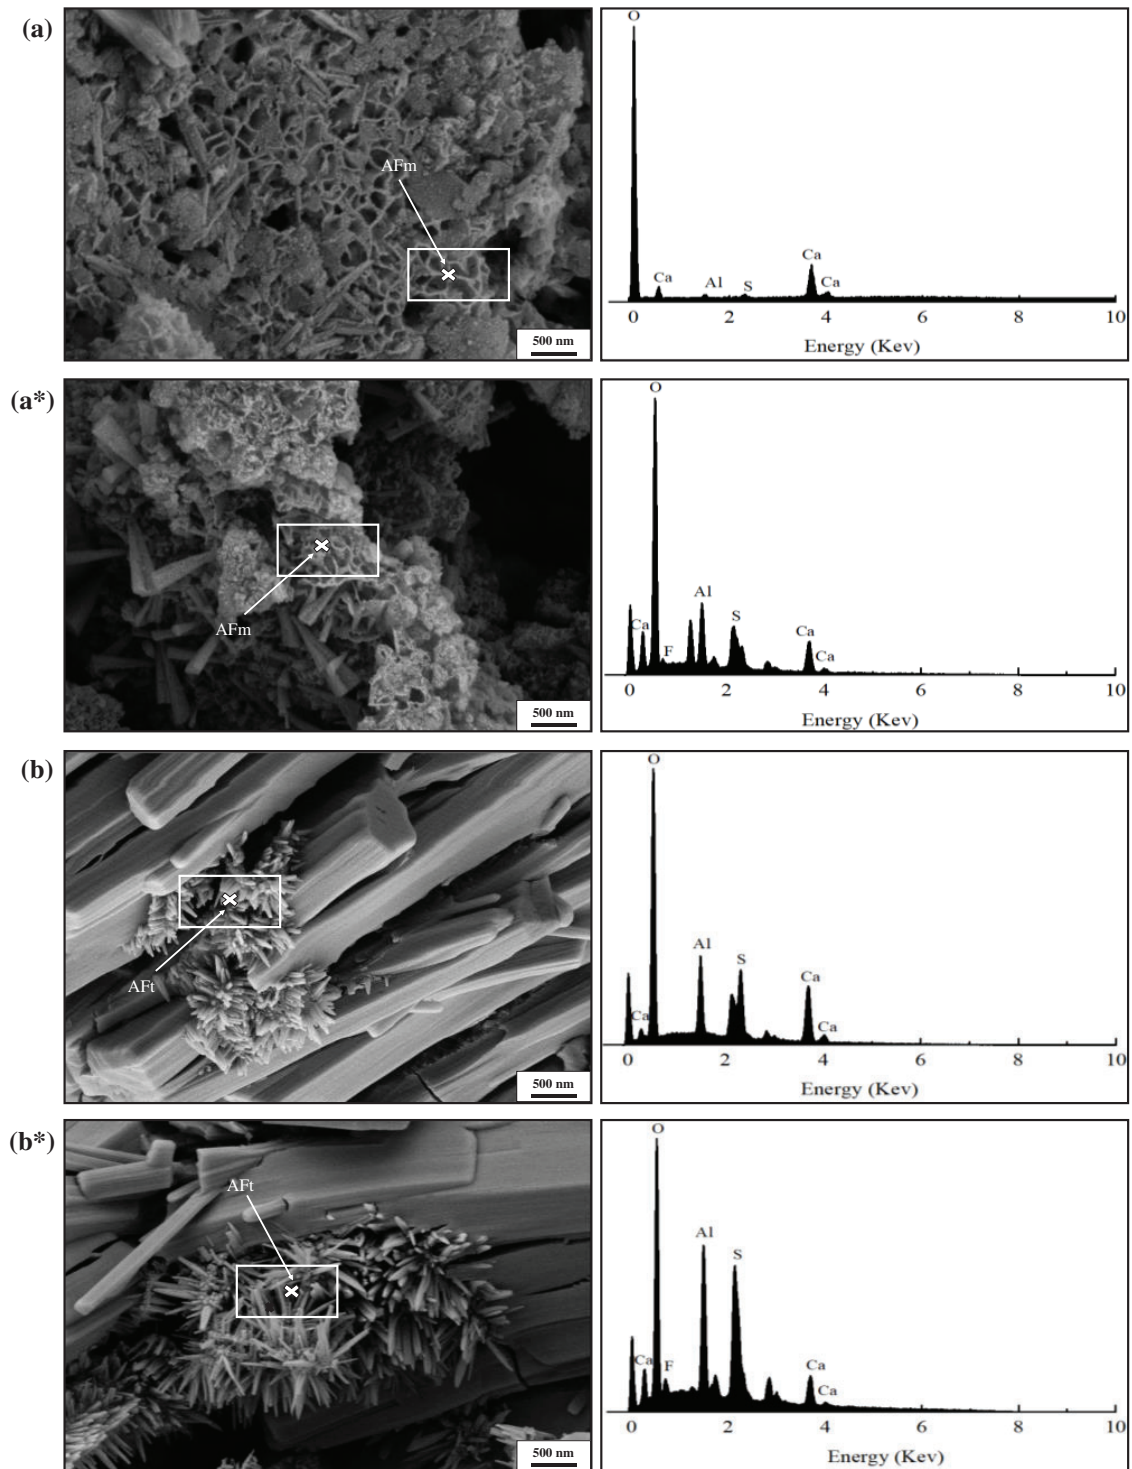 (a)
AFm
500 nm
O
Ca
Al
S
Ca
Ca
0 2 4 6 8 10
Energy (Kev)
(a*)
AFm
500 nm
O
Ca
F
Al
S
Ca
Ca
0 2 4 6 8 10
Energy (Kev)
(b)
AFt
500 nm
O
Ca
Al
S
Ca
Ca
0 2 4 6 8 10
Energy (Kev)
(b*)
AFt
500 nm
O
Ca
F
Al
S
Ca
Ca
0 2 4 6 8 10
Energy (Kev)